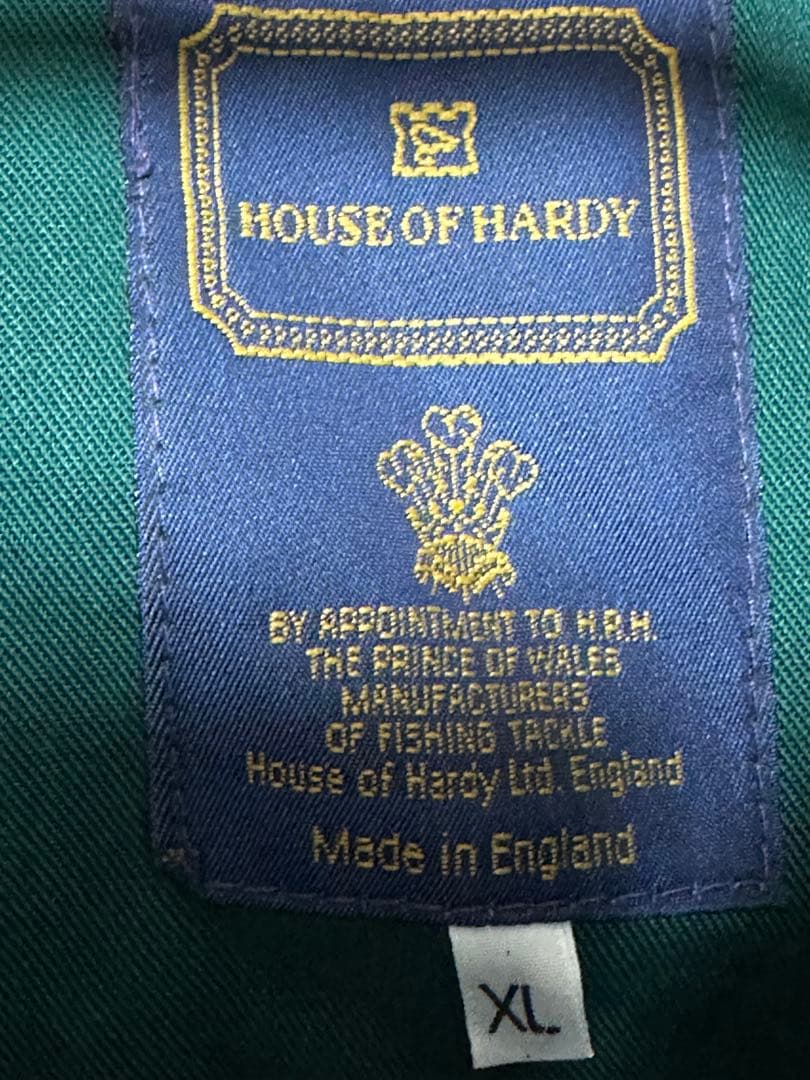 HOUSE OF HARDY
BY APPOINTMENT TO H.R.H.
THE PRINCE OF WALES
MANUFACTURERS
OF FISHING TACKLE
House of Hardy Ltd. England
Made in England
XL